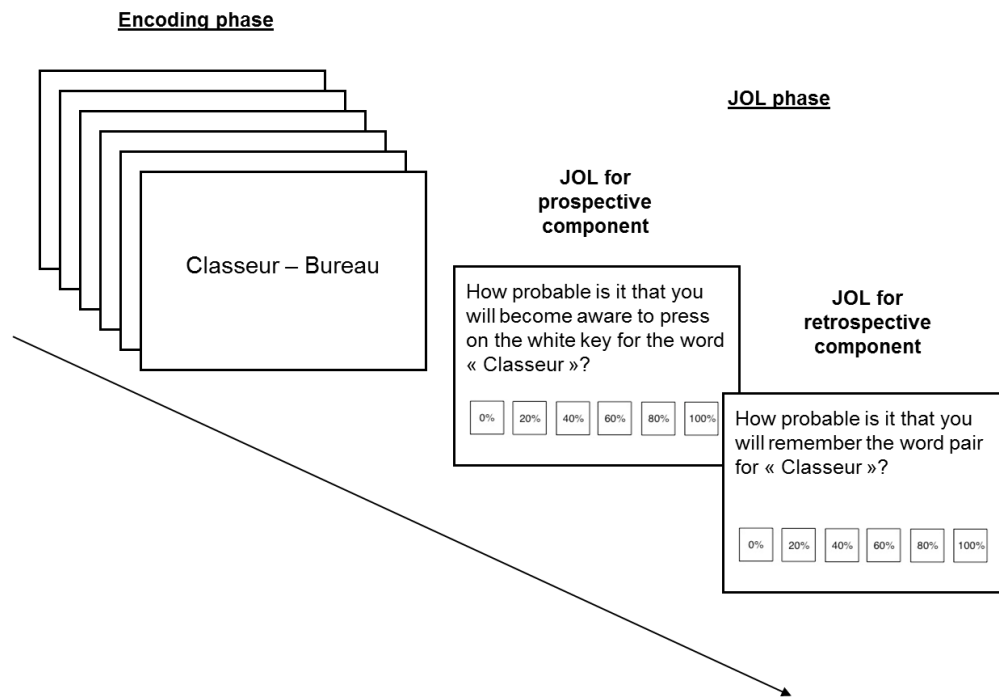 Encoding phase
JOL phase
Classeur – Bureau
JOL for
prospective
component
How probable is it that you
will become aware to press
on the white key for the word
« Classeur »?
0% 20% 40% 60% 80% 100%
JOL for
retrospective
component
How probable is it that you
will remember the word pair
for « Classeur »?
0% 20% 40% 60% 80% 100%